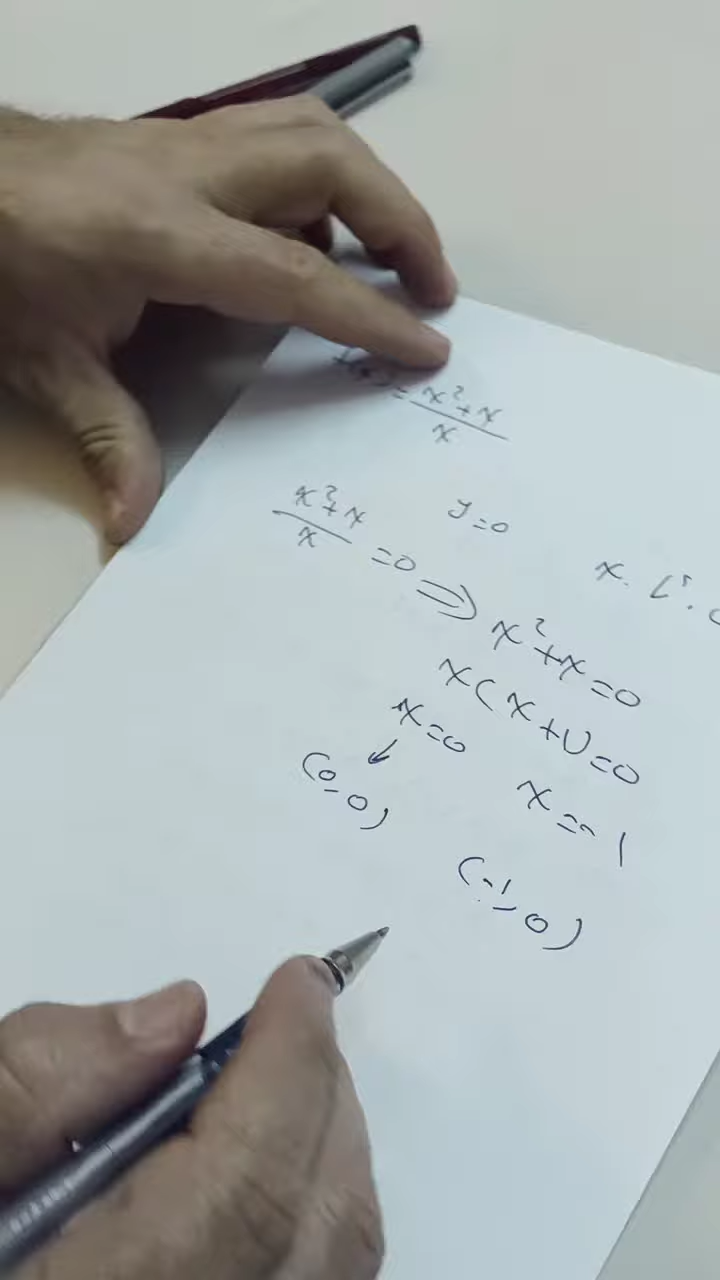 f(x) = x²+x / x
y=0
x²+x / x =0 ⇒ x²+x=0
x(x+1)=0
x=0 x=-1
(0,0) (-1,0)